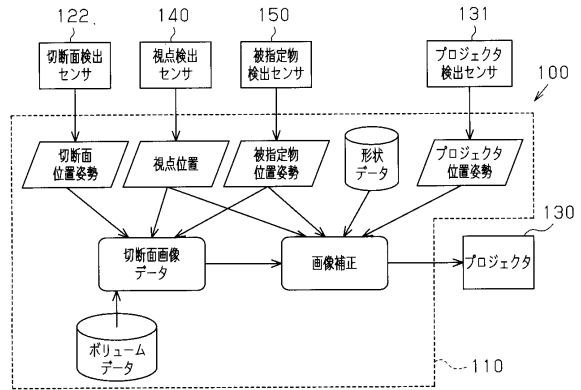 122
140
150
131
切断面検出
センサ
視点検出
センサ
被指定物
検出センサ
プロジェクタ
検出センサ
100
切断面
位置姿勢
視点位置
被指定物
位置姿勢
形状
データ
プロジェクタ
位置姿勢
130
切断面画像
データ
画像補正
プロジェクタ
ボリューム
データ
110